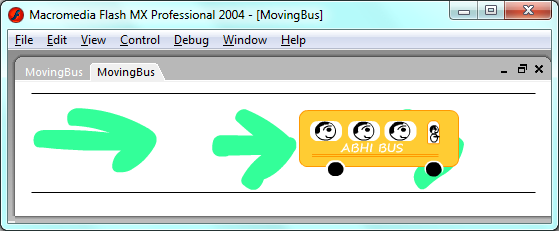 Macromedia Flash MX Professional 2004 - [MovingBus]
File Edit View Control Debug Window Help
MovingBus MovingBus
ABHI BUS